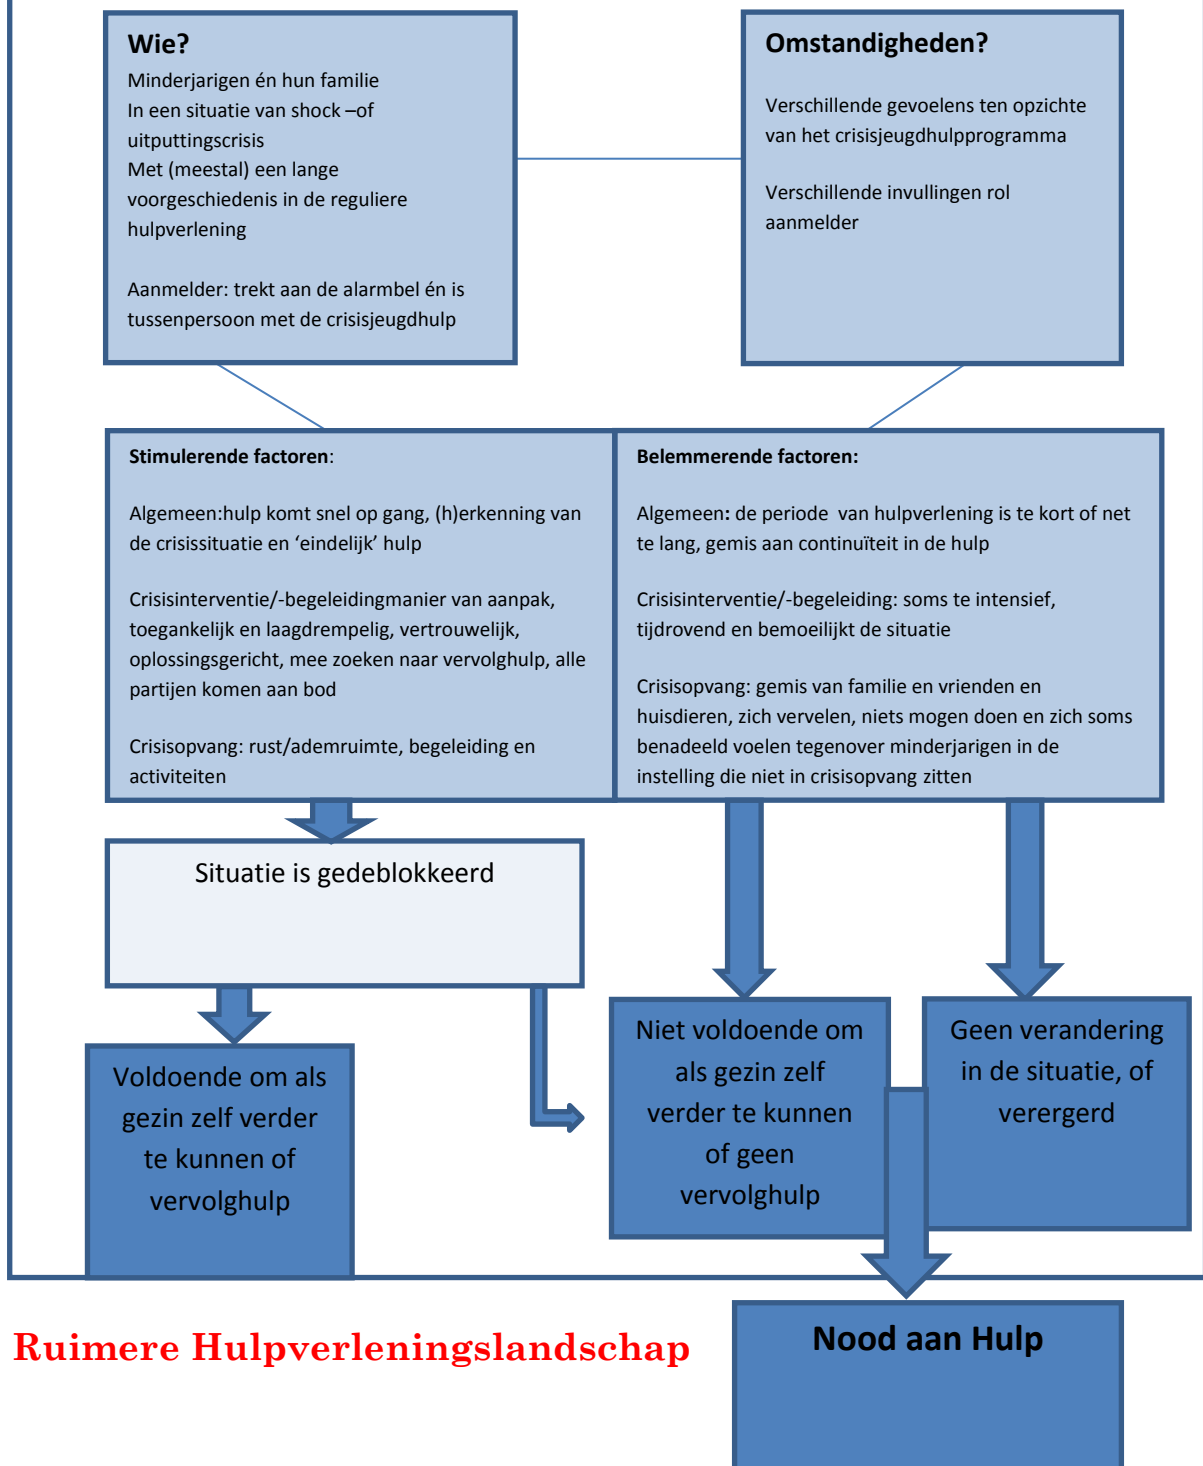 Wie?
Minderjarigen én hun familie
In een situatie van shock –of
uitputtingscrisis
Met (meestal) een lange
voorgeschiedenis in de reguliere
hulpverlening
Aanmelder: trekt aan de alarmbel én is
tussenpersoon met de crisisjeugdhulp
Omstandigheden?
Verschillende gevoelens ten opzichte
van het crisisjeugdhulpprogramma
Verschillende invullingen rol
aanmelder
Stimulerende factoren:
Algemeen:hulp komt snel op gang, (h)erkenning van
de crisissituatie en ‘eindelijk’ hulp
Crisisinterventie/-begeleidingmanier van aanpak,
toegankelijk en laagdrempelig, vertrouwelijk,
oplossingsgericht, mee zoeken naar vervolghulp, alle
partijen komen aan bod
Crisisopvang: rust/ademruimte, begeleiding en
activiteiten
Belemmerende factoren:
Algemeen: de periode van hulpverlening is te kort of net
te lang, gemis aan continuïteit in de hulp
Crisisinterventie/-begeleiding: soms te intensief,
tijdrovend en bemoeilijkt de situatie
Crisisopvang: gemis van familie en vrienden en
huisdieren, zich vervelen, niets mogen doen en zich soms
benadeeld voelen tegenover minderjarigen in de
instelling die niet in crisisopvang zitten
Situatie is gedeblokkeerd
Voldoende om als
gezin zelf verder
te kunnen of
vervolghulp
Niet voldoende om
als gezin zelf
verder te kunnen
of geen
vervolghulp
Geen verandering
in de situatie, of
verergerd
Ruimere Hulpverleningslandschap
Nood aan Hulp